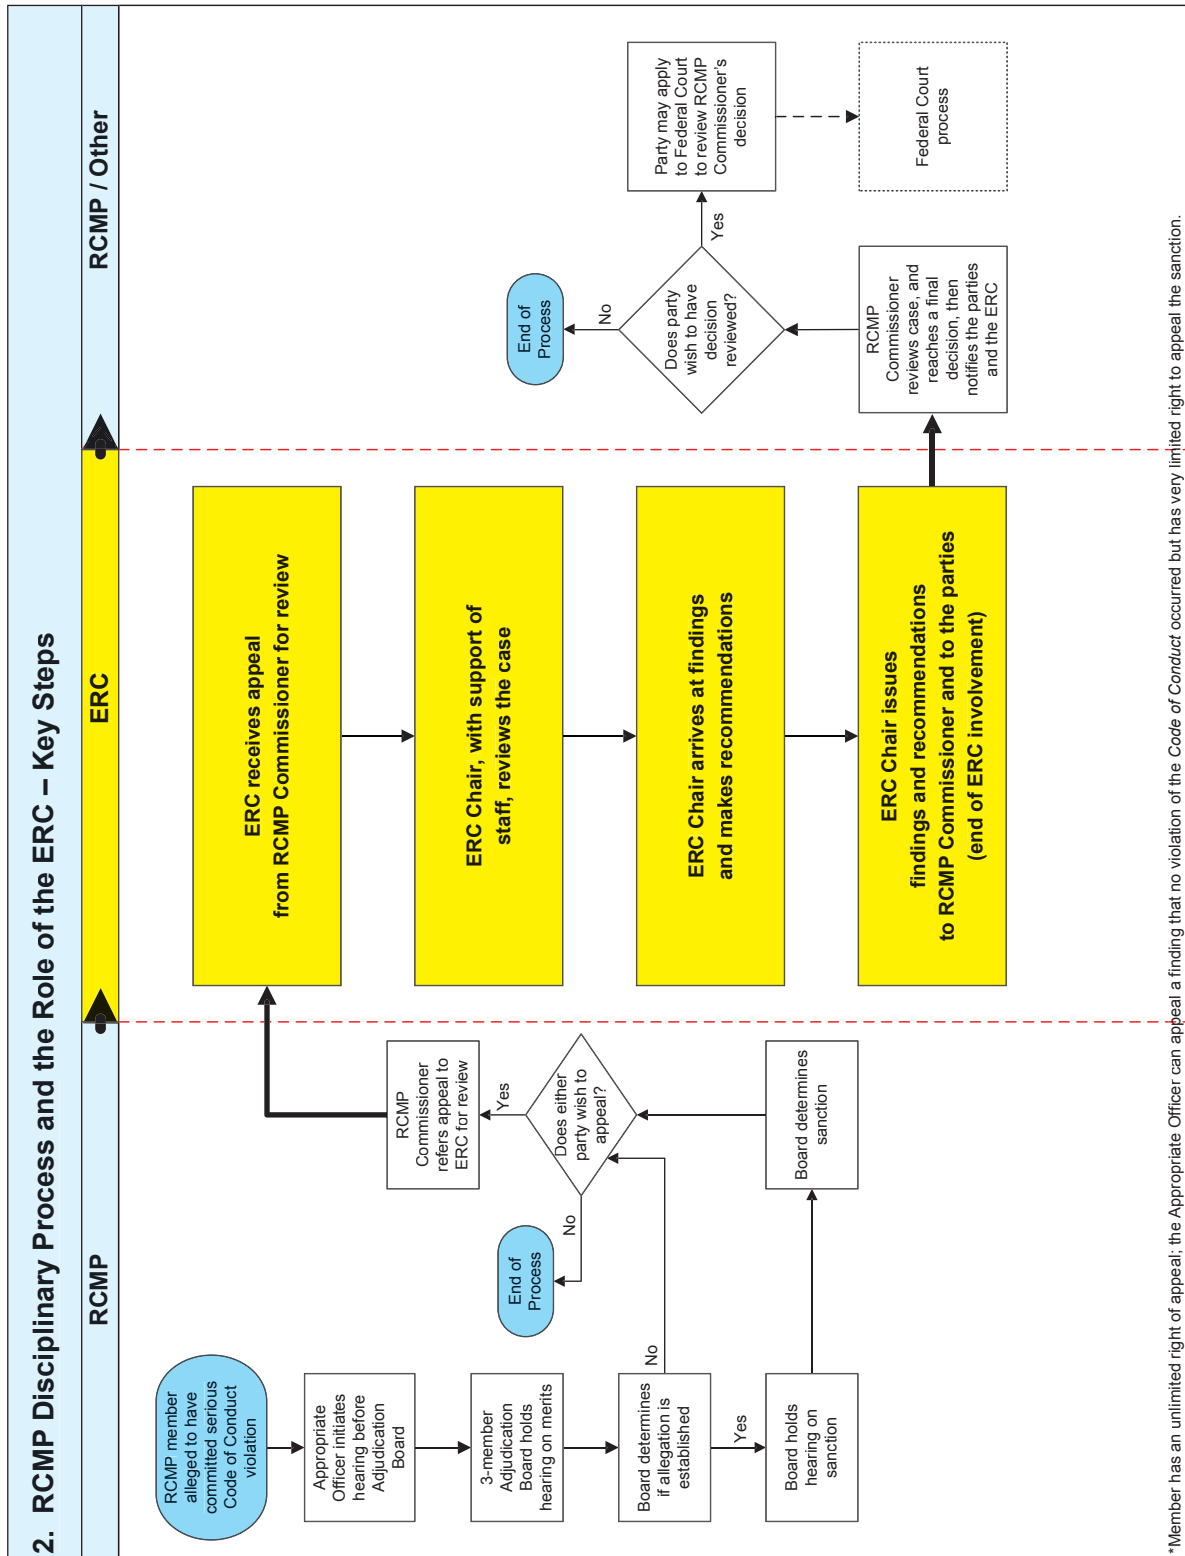 2. RCMP Disciplinary Process and the Role of the ERC – Key Steps
RCMP
ERC
RCMP / Other
RCMP member
alleged to have
committed serious
Code of Conduct
violation
Appropriate
Officer initiates
hearing before
Adjudication
Board
3-member
Adjudication
Board holds
hearing on merits
Board determines
if allegation is
established
No
Yes
Board holds
hearing on
sanction
Board determines
sanction
Does either
party wish to
appeal?
No
End of
Process
Yes
RCMP
Commissioner
refers appeal to
ERC for review
ERC receives appeal
from RCMP Commissioner for review
ERC Chair, with support of
staff, reviews the case
ERC Chair arrives at findings
and makes recommendations
ERC Chair issues
findings and recommendations
to RCMP Commissioner and to the parties
(end of ERC involvement)
RCMP
Commissioner
reviews case, and
reaches a final
decision, then
notifies the parties
and the ERC
Does party
wish to have
decision
reviewed?
No
End of
Process
Yes
Party may apply
to Federal Court
to review RCMP
Commissioner's
decision
Federal Court
process
*Member has an unlimited right of appeal; the Appropriate Officer can appeal a finding that no violation of the Code of Conduct occurred but has very limited right to appeal the sanction.